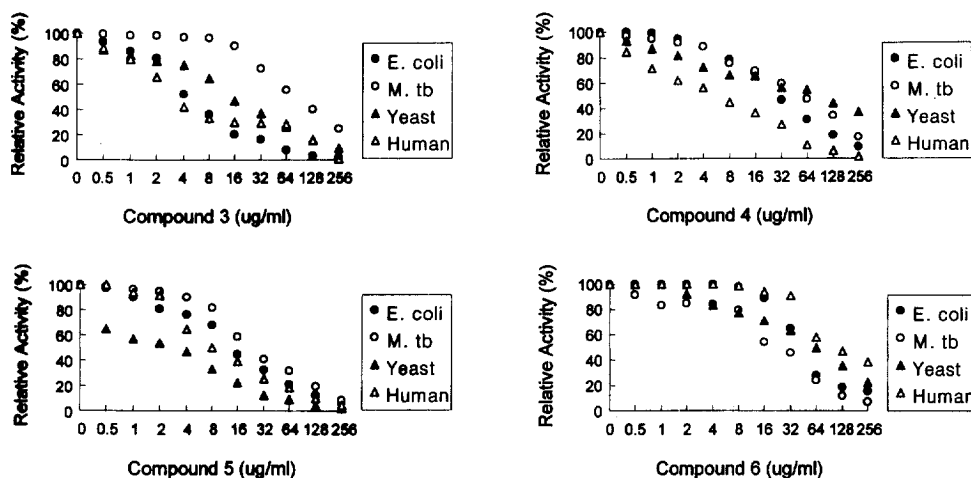 Relative Activity (%)
100
80
60
40
20
0
0 0.5 1 2 4 8 16 32 64 128 256
Compound 3 (ug/ml)
E. coli
M. tb
Yeast
Human
Relative Activity (%)
100
80
60
40
20
0
0 0.5 1 2 4 8 16 32 64 128 256
Compound 4 (ug/ml)
E. coli
M. tb
Yeast
Human
Relative Activity (%)
100
80
60
40
20
0
0 0.5 1 2 4 8 16 32 64 128 256
Compound 5 (ug/ml)
E. coli
M. tb
Yeast
Human
Relative Activity (%)
100
80
60
40
20
0
0 0.5 1 2 4 8 16 32 64 128 256
Compound 6 (ug/ml)
E. coli
M. tb
Yeast
Human